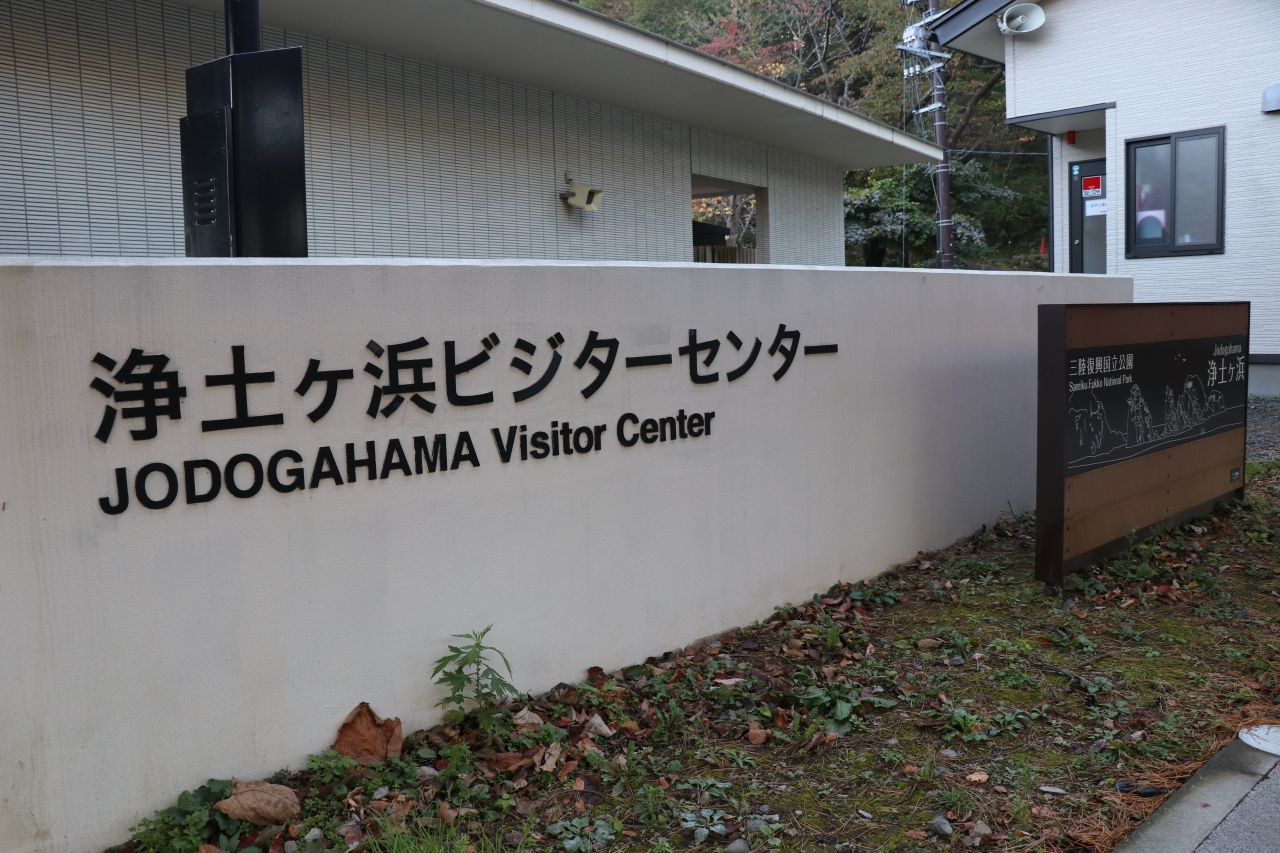 浄土ヶ浜ビジターセンター
JODOGAHAMA Visitor Center
三陸復興国立公園
Sanriku Fukko National Park
Jodogahama
浄土ヶ浜